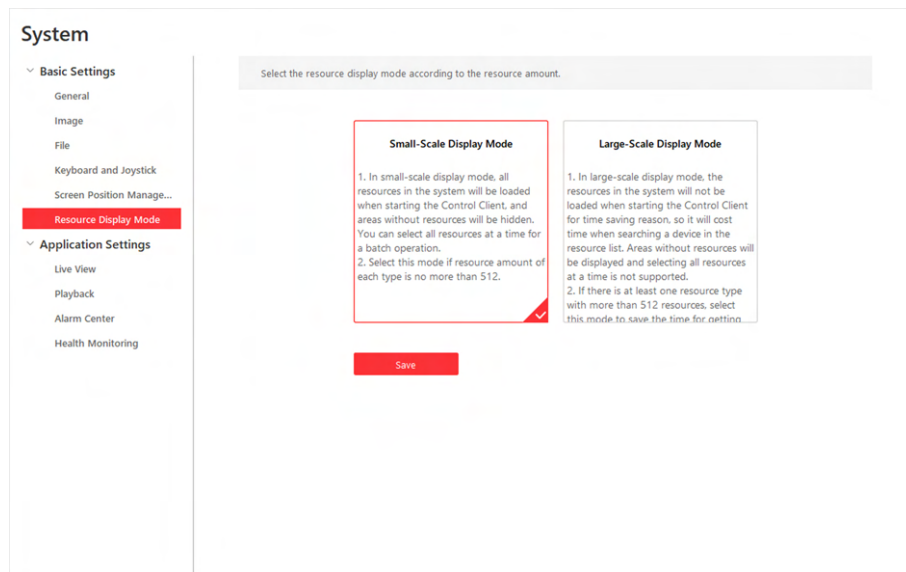 System
Basic Settings
General
Image
File
Keyboard and Joystick
Screen Position Manage...
Resource Display Mode
Application Settings
Live View
Playback
Alarm Center
Health Monitoring
Select the resource display mode according to the resource amount.
Small-Scale Display Mode
1. In small-scale display mode, all
resources in the system will be loaded
when starting the Control Client, and
areas without resources will be hidden.
You can select all resources at a time for
a batch operation.
2. Select this mode if resource amount of
each type is no more than 512.
Large-Scale Display Mode
1. In large-scale display mode, the
resources in the system will not be
loaded when starting the Control Client
for time saving reason, so it will cost
time when searching a device in the
resource list. Areas without resources will
be displayed and selecting all resources
at a time is not supported.
2. If there is at least one resource type
with more than 512 resources, select
this mode to save the time for getting
Save